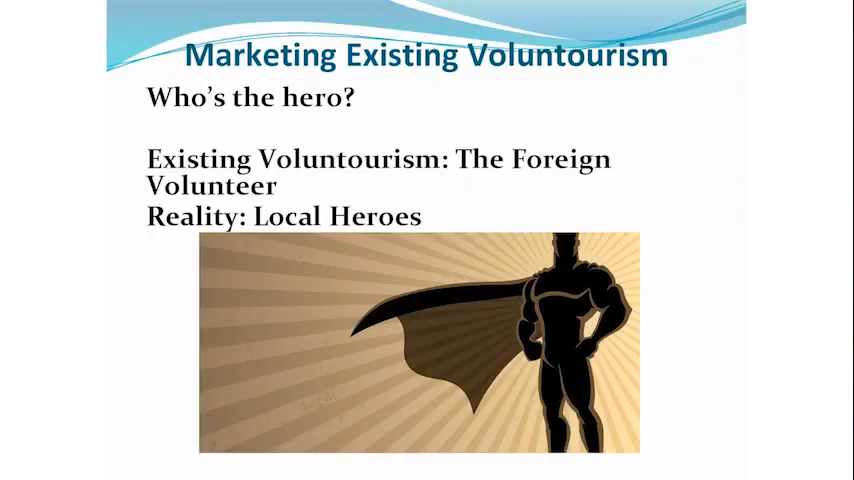 Marketing Existing Voluntourism
Who’s the hero?
Existing Voluntourism: The Foreign
Volunteer
Reality: Local Heroes